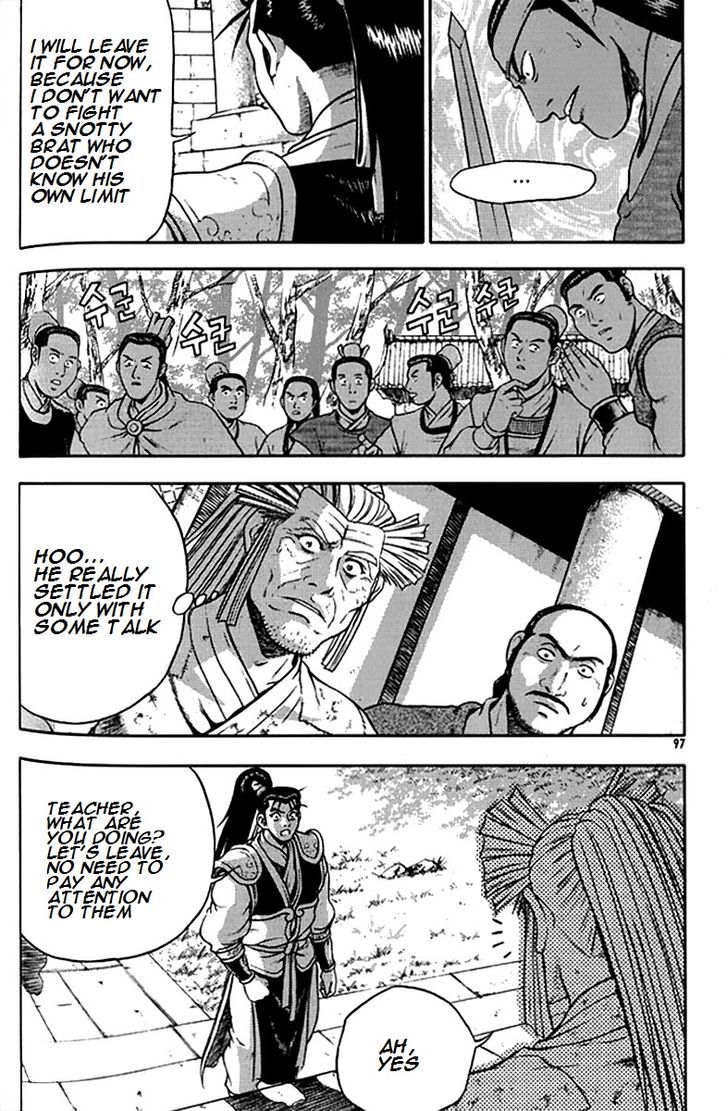 I WILL LEAVE
IT FOR NOW,
BECAUSE
I DON'T WANT
TO FIGHT
A SNOTTY
BRAT WHO
DOESN'T
KNOW HIS
OWN LIMIT
...
수군
수군
수군
수군
HOO...
HE REALLY
SETTLED IT
ONLY WITH
SOME TALK
97
TEACHER,
WHAT ARE
YOU DOING?
LET'S LEAVE,
NO NEED TO
PAY ANY
ATTENTION
TO THEM
AH,
YES